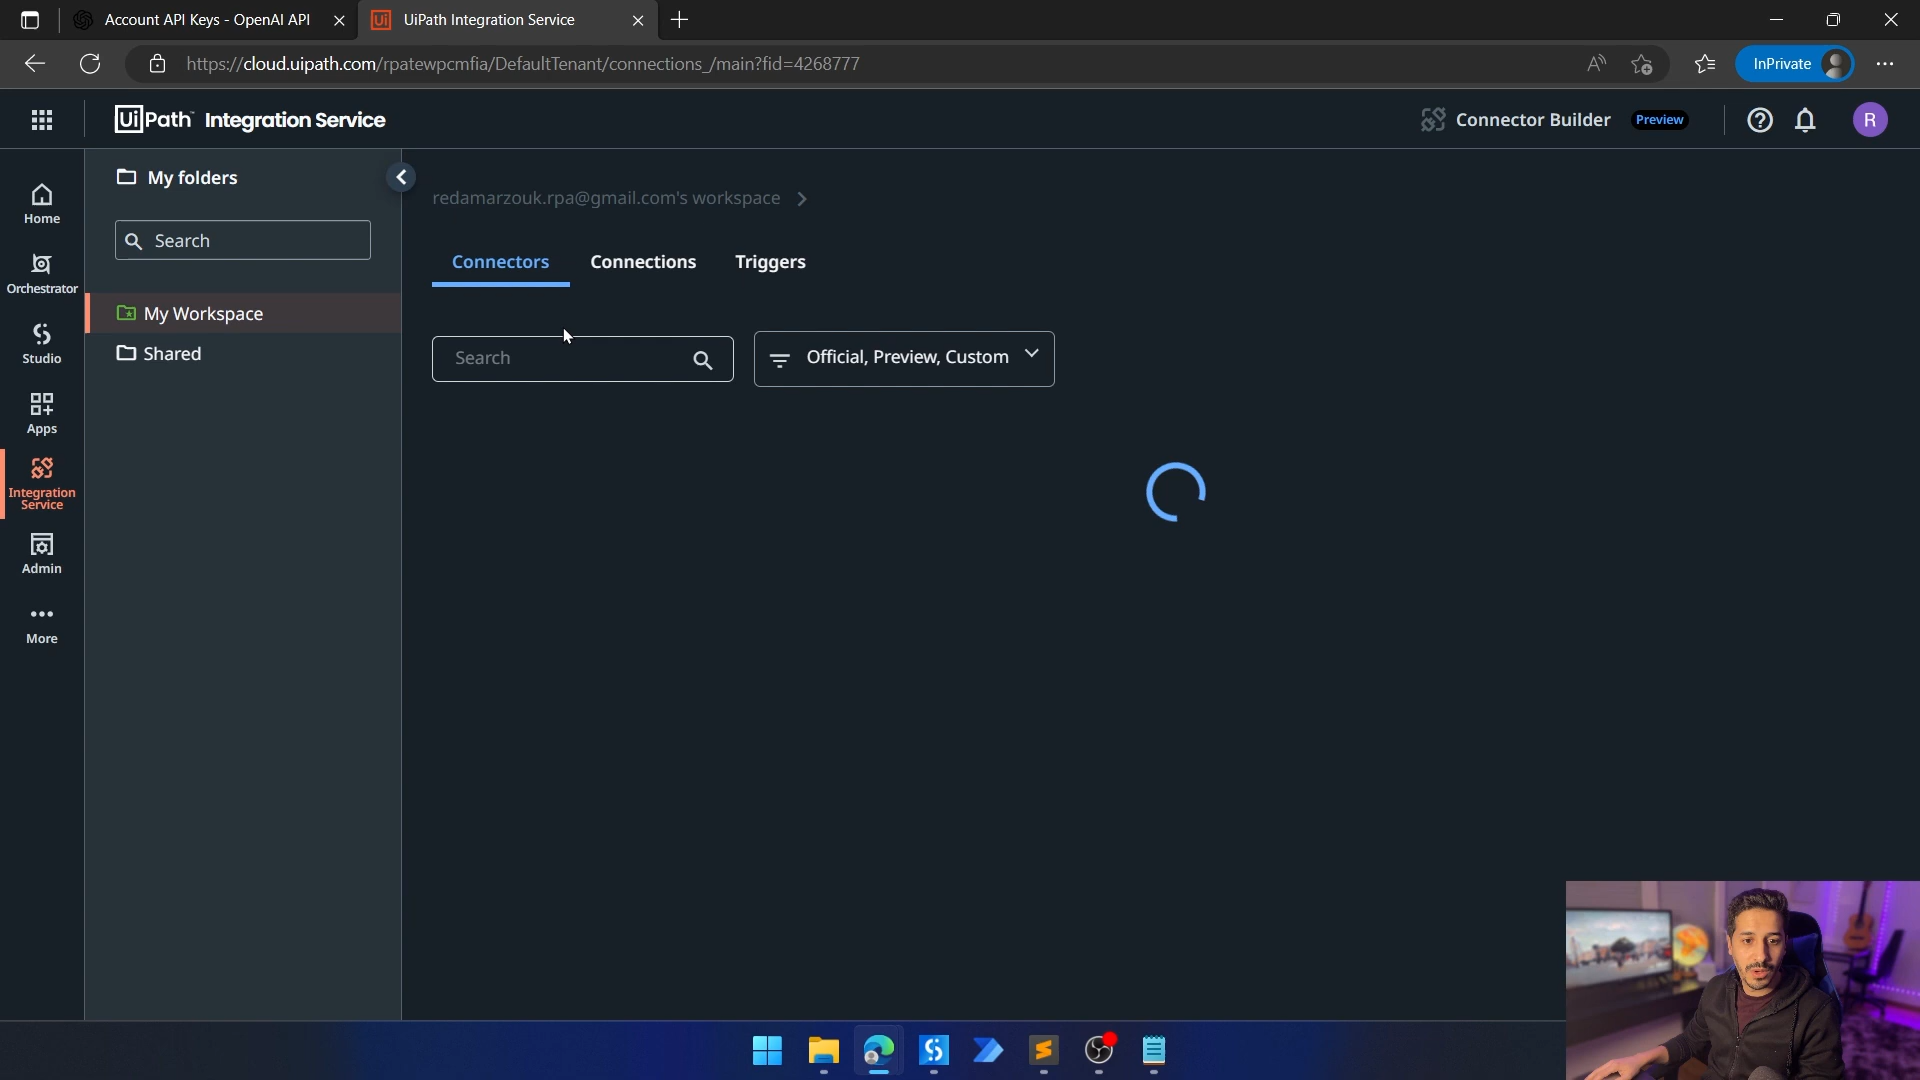 Account API Keys - OpenAI API
UiPath Integration Service
https://cloud.uipath.com/rpatewpcmfia/DefaultTenant/connections_/main?fid=4268777
InPrivate
UiPath Integration Service
Connector Builder Preview
R
Home
Orchestrator
Studio
Apps
Integration
Service
Admin
More
My folders
Search
My Workspace
Shared
redamarzouk.rpa@gmail.com's workspace
Connectors Connections Triggers
Search
Official, Preview, Custom